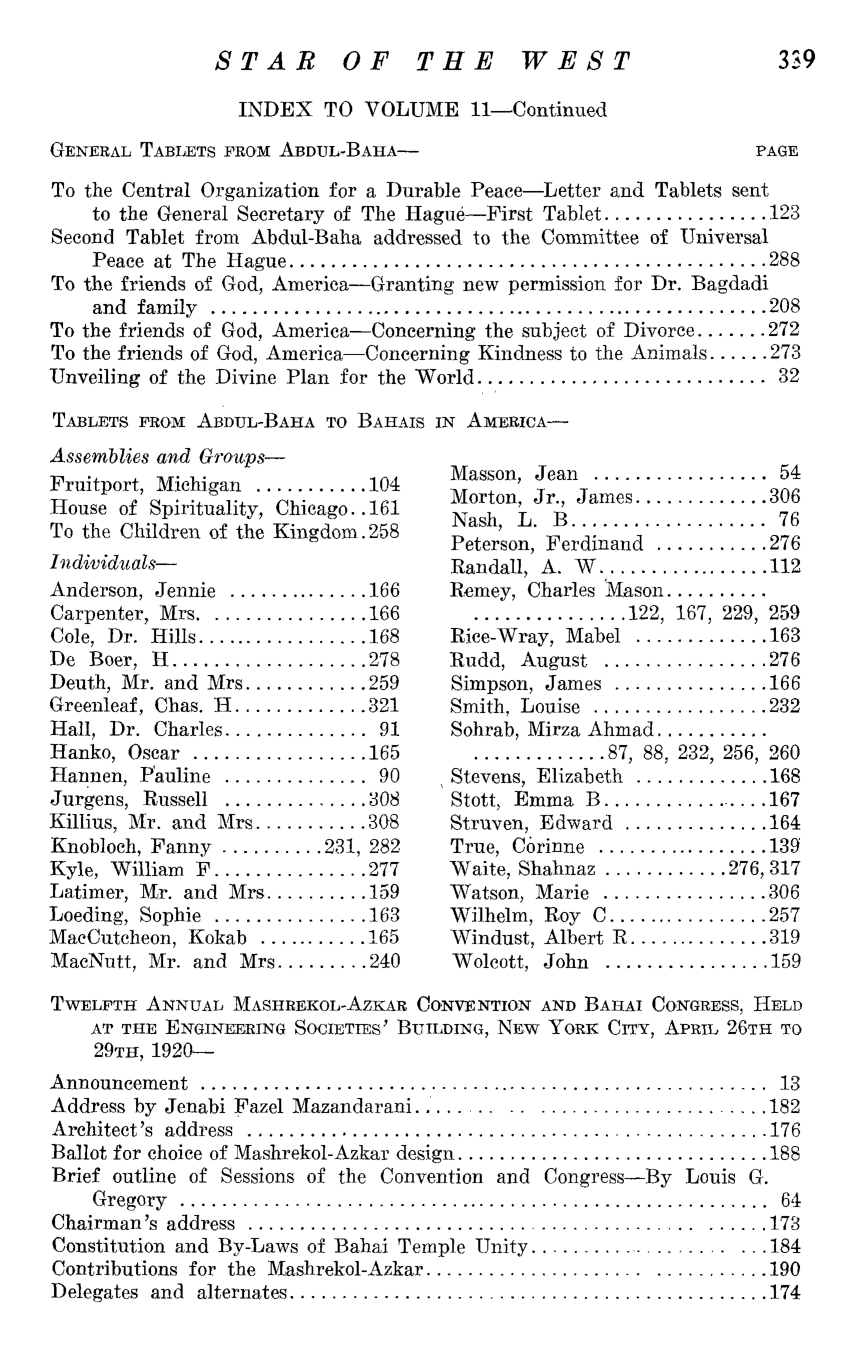 STAR OF THE WEST 339
INDEX TO VOLUME 11—Continued
GENERAL TABLETS FROM ABDUL-BAHA— PAGE
To the Central Organization for a Durable Peace—Letter and Tablets sent
to the General Secretary of The Hagué—First Tablet................123
Second Tablet from Abdul-Baha addressed to the Committee of Universal
Peace at The Hague..............................................288
To the friends of God, America—Granting new permission for Dr. Bagdadi
and family .....................................................208
To the friends of God, America—Concerning the subject of Divorce.......272
To the friends of God, America—Concerning Kindness to the Animals......273
Unveiling of the Divine Plan for the World............................ 32
TABLETS FROM ABDUL-BAHA TO BAHAIS IN AMERICA—
Assemblies and Groups—
Fruitport, Michigan ...........104
House of Spirituality, Chicago..161
To the Children of the Kingdom.258
Individuals—
Anderson, Jennie ..............166
Carpenter, Mrs. ...............166
Cole, Dr. Hills.................168
De Boer, H...................278
Deuth, Mr. and Mrs............259
Greenleaf, Chas. H.............321
Hall, Dr. Charles.............. 91
Hanko, Oscar .................165
Hannen, Pauline .............. 90
Jurgens, Russell ..............308
Killius, Mr. and Mrs...........308
Knobloch, Fanny ..........231, 282
Kyle, William F...............277
Latimer, Mr. and Mrs..........159
Loeding, Sophie ...............163
MacCutcheon, Kokab ...........165
MacNutt, Mr. and Mrs.........240
Masson, Jean ................. 54
Morton, Jr., James.............306
Nash, L. B................... 76
Peterson, Ferdinand ...........276
Randall, A. W.................112
Remey, Charles Mason..........
...............122, 167, 229, 259
Rice-Wray, Mabel .............163
Rudd, August ................276
Simpson, James ...............166
Smith, Louise .................232
Sohrab, Mirza Ahmad...........
.............87, 88, 232, 256, 260
Stevens, Elizabeth .............168
Stott, Emma B................167
Struven, Edward ..............164
True, Corinne .................139
Waite, Shahnaz ............276, 317
Watson, Marie ................306
Wilhelm, Roy C................257
Windust, Albert R..............319
Wolcott, John ................159
TWELFTH ANNUAL MASHREKOL-AZKAR CONVENTION AND BAHAI CONGRESS, HELD
AT THE ENGINEERING SOCIETIES' BUILDING, NEW YORK CITY, APRIL 26TH TO
29TH, 1920—
Announcement ....................................................... 13
Address by Jenabi Fazel Mazandarani..................................182
Architect's address ..................................................176
Ballot for choice of Mashrekol-Azkar design..............................188
Brief outline of Sessions of the Convention and Congress—By Louis G.
Gregory ......................................................... 64
Chairman's address ..................................................173
Constitution and By-Laws of Bahai Temple Unity.......................184
Contributions for the Mashrekol-Azkar.................................190
Delegates and alternates..............................................174